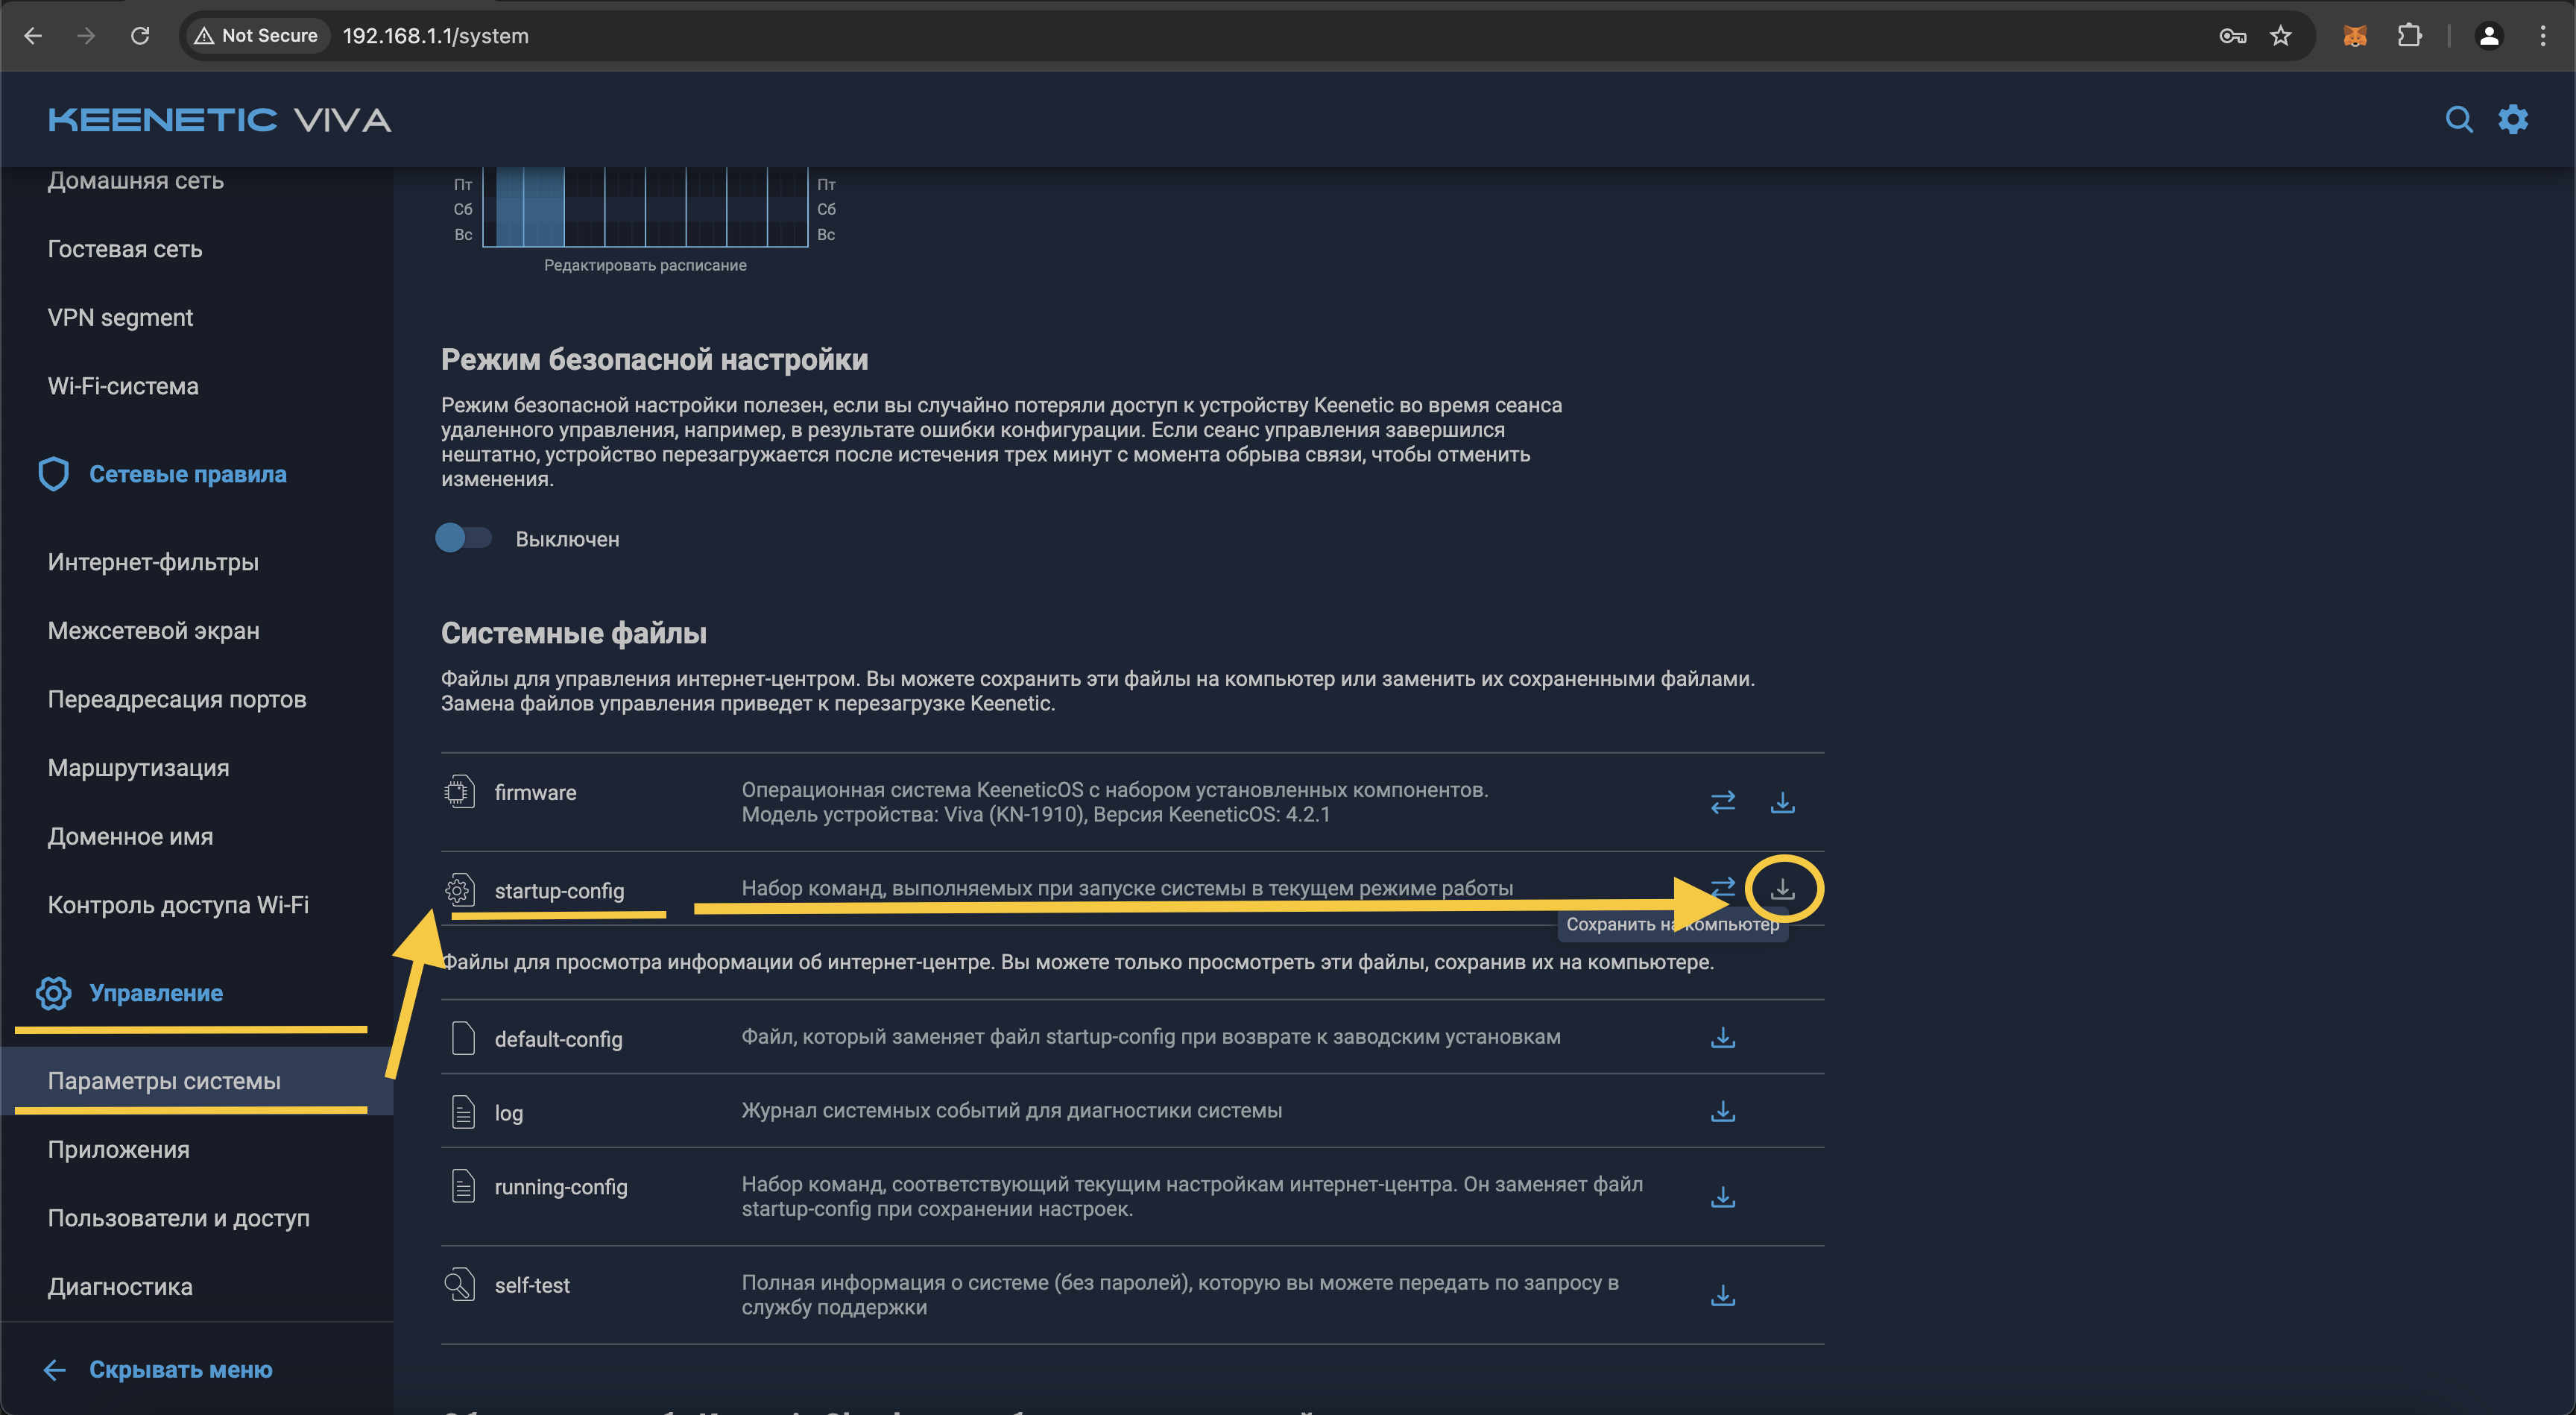 Not Secure 192.168.1.1/system
KEENETIC VIVA
Домашняя сеть
Гостевая сеть
VPN segment
Wi-Fi-система
Сетевые правила
Интернет-фильтры
Межсетевой экран
Переадресация портов
Маршрутизация
Доменное имя
Контроль доступа Wi-Fi
Управление
Параметры системы
Приложения
Пользователи и доступ
Диагностика
Скрывать меню
Пт Пт
Сб Сб
Вс Вс
Редактировать расписание
Режим безопасной настройки
Режим безопасной настройки полезен, если вы случайно потеряли доступ к устройству Keenetic во время сеанса
удаленного управления, например, в результате ошибки конфигурации. Если сеанс управления завершился
нештатно, устройство перезагружается после истечения трех минут с момента обрыва связи, чтобы отменить
изменения.
Выключен
Системные файлы
Файлы для управления интернет-центром. Вы можете сохранить эти файлы на компьютер или заменить их сохраненными файлами.
Замена файлов управления приведет к перезагрузке Keenetic.
firmware
Операционная система KeeneticOS с набором установленных компонентов.
Модель устройства: Viva (KN-1910), Версия KeeneticOS: 4.2.1
startup-config
Набор команд, выполняемых при запуске системы в текущем режиме работы
Сохранить на компьютер
Файлы для просмотра информации об интернет-центре. Вы можете только просмотреть эти файлы, сохранив их на компьютере.
default-config
Файл, который заменяет файл startup-config при возврате к заводским установкам
log
Журнал системных событий для диагностики системы
running-config
Набор команд, соответствующий текущим настройкам интернет-центра. Он заменяет файл
startup-config при сохранении настроек.
self-test
Полная информация о системе (без паролей), которую вы можете передать по запросу в
службу поддержки